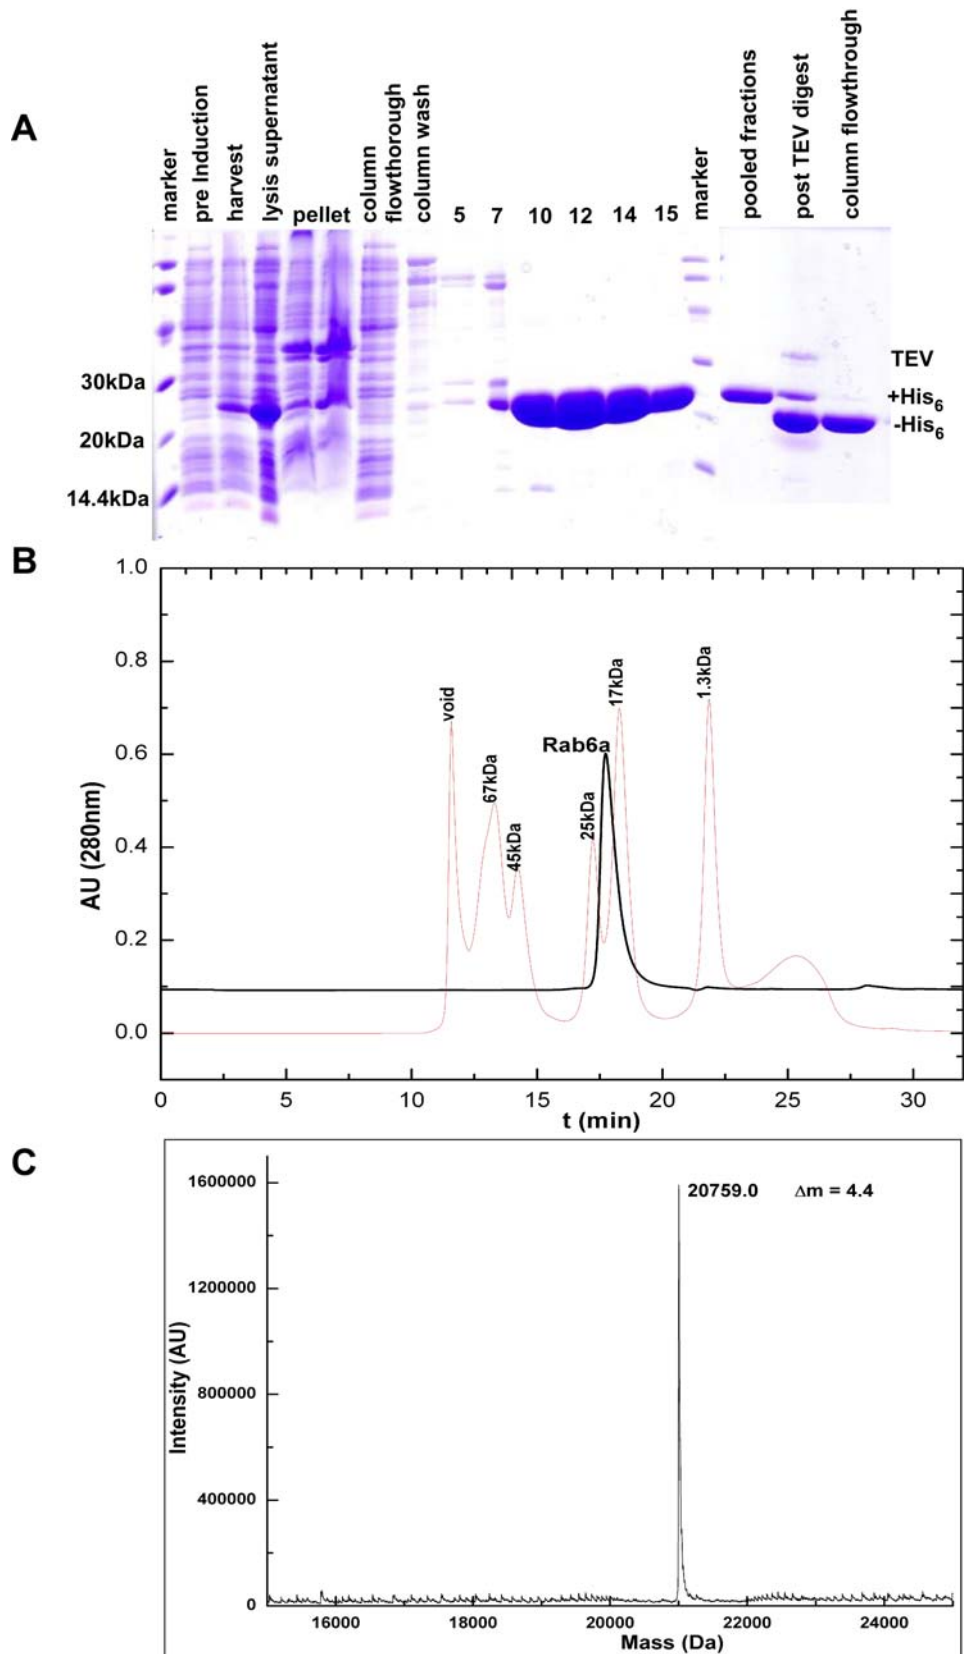 A
marker
pre Induction
harvest
lysis supernatant
pellet
column
flowthorough
column wash
5
7
10
12
14
15
marker
pooled fractions
post TEV digest
column flowthrough
30kDa
20kDa
14.4kDa
TEV
+His6
-His6
B
1.0
0.8
0.6
0.4
0.2
0.0
AU (280nm)
void
67kDa
45kDa
25kDa
Rab6a
17kDa
1.3kDa
0
5
10
15
20
25
30
t (min)
C
1600000
1200000
800000
400000
0
Intensity (AU)
20759.0 Δm = 4.4
16000
18000
20000
22000
24000
Mass (Da)